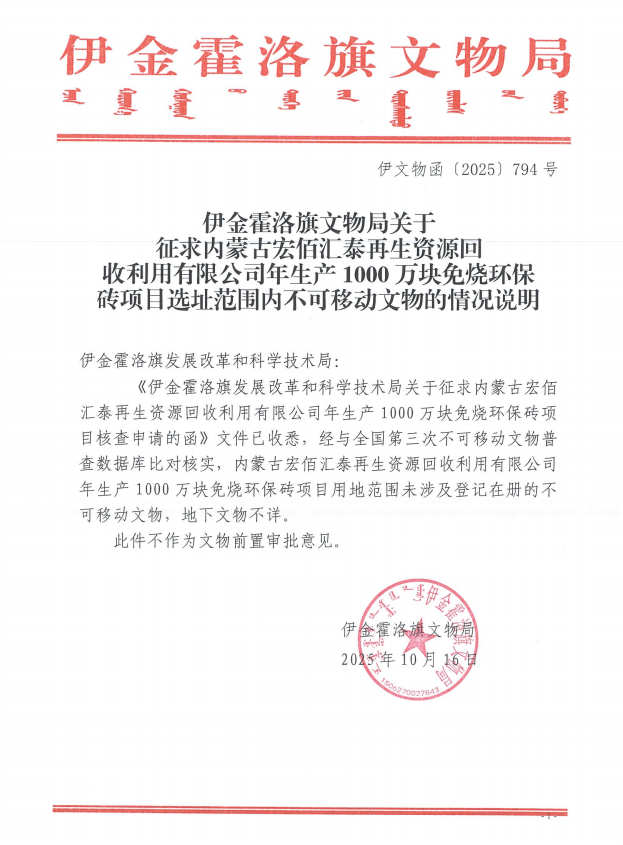 伊金霍洛旗文物局
伊文物函〔2025〕794 号
伊金霍洛旗文物局关于
征求内蒙古宏佰汇泰再生资源回
收利用有限公司年生产 1000 万块免烧环保
砖项目选址范围内不可移动文物的情况说明
伊金霍洛旗发展改革和科学技术局：
《伊金霍洛旗发展改革和科学技术局关于征求内蒙古宏佰
汇泰再生资源回收利用有限公司年生产 1000 万块免烧环保砖项
目核查申请的函》文件已收悉，经与全国第三次不可移动文物普
查数据库比对核实，内蒙古宏佰汇泰再生资源回收利用有限公司
年生产 1000 万块免烧环保砖项目用地范围未涉及登记在册的不
可移动文物，地下文物不详。
此件不作为文物前置审批意见。
伊金霍洛旗文物局
2025 年 10 月 16 日
伊金霍洛旗文物局
1506270027843
-1-